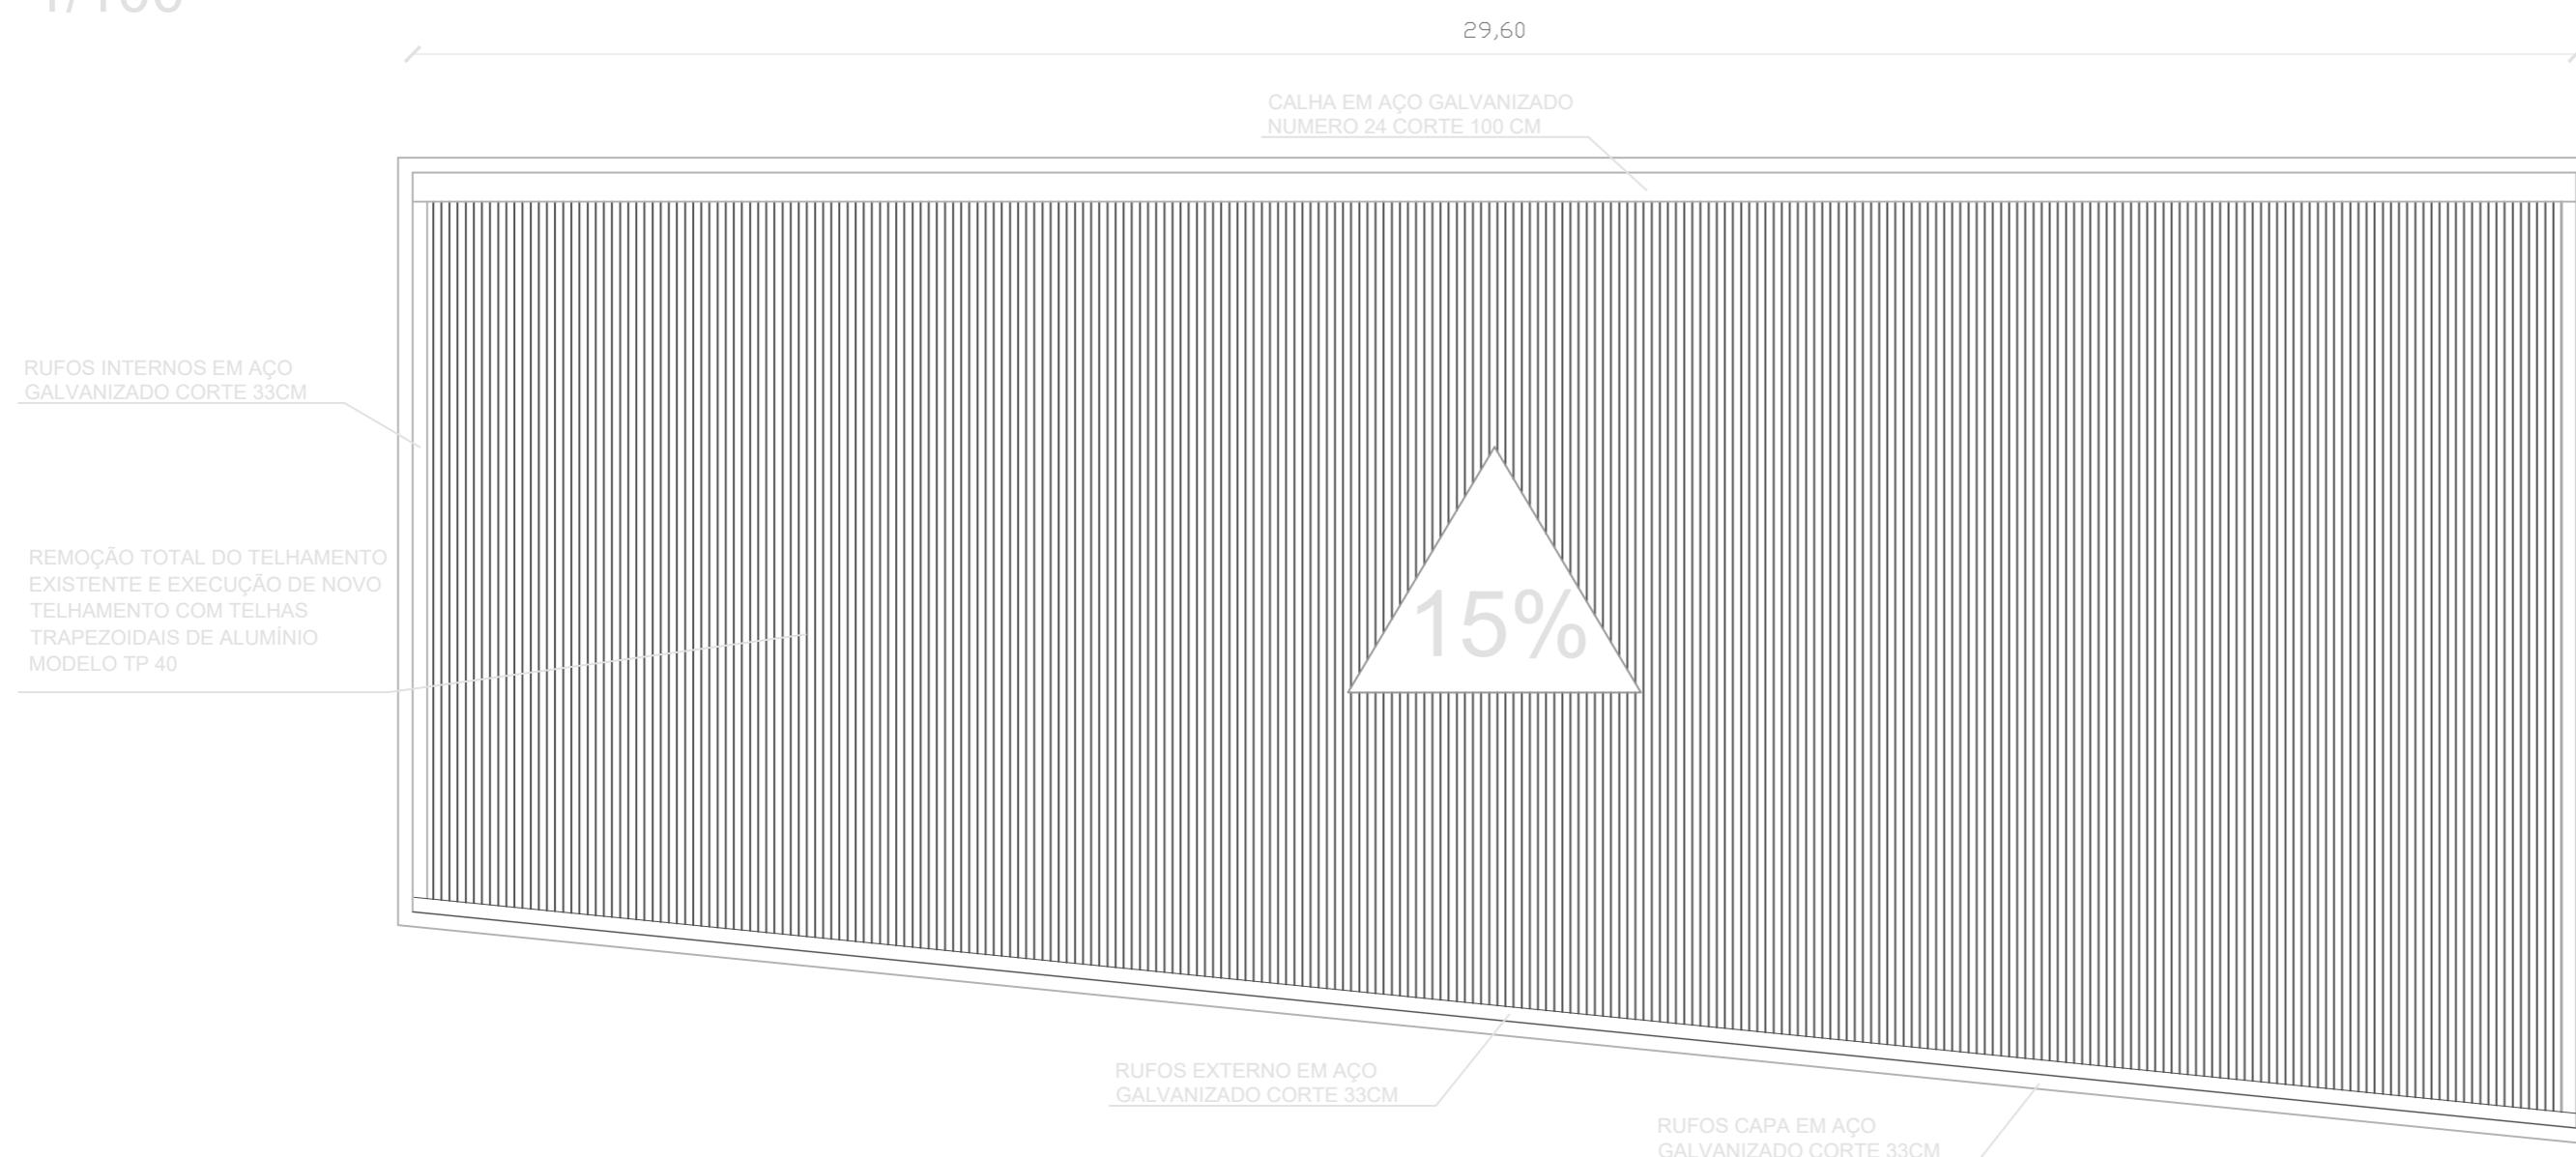 1/100
29,60
CALHA EM AÇO GALVANIZADO
NUMERO 24 CORTE 100 CM
RUFOS INTERNOS EM AÇO
GALVANIZADO CORTE 33CM
REMOÇÃO TOTAL DO TELHAMENTO
EXISTENTE E EXECUÇÃO DE NOVO
TELHAMENTO COM TELHAS
TRAPEZOIDAIS DE ALUMÍNIO
MODELO TP 40
15%
RUFOS EXTERNO EM AÇO
GALVANIZADO CORTE 33CM
RUFOS CAPA EM AÇO
GALVANIZADO CORTE 33CM